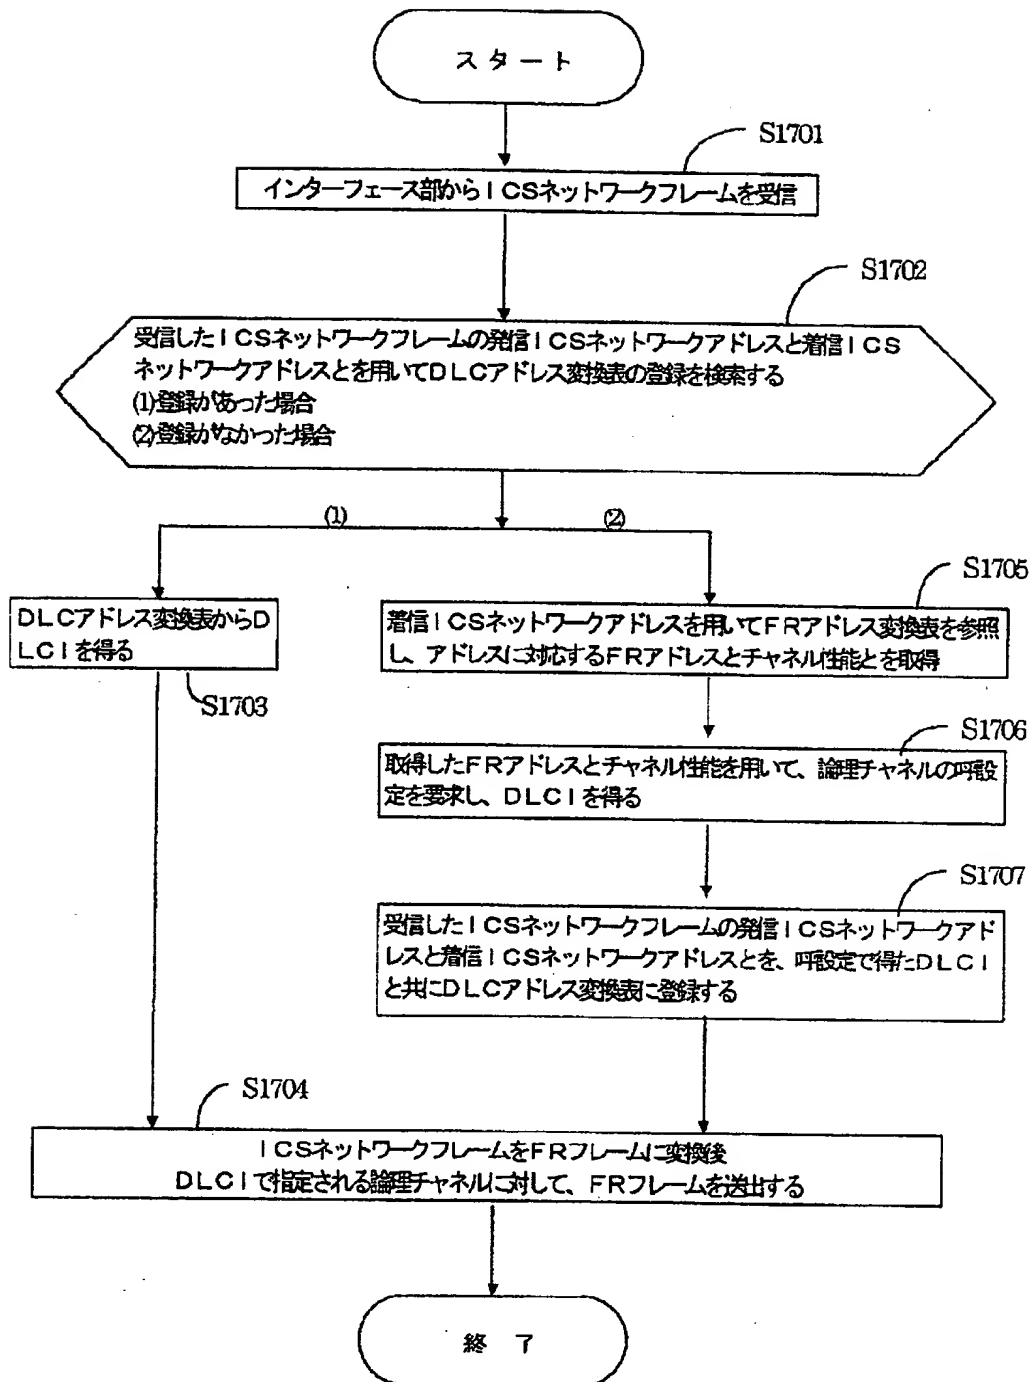 スタート
S1701
インターフェース部からICSネットワークフレームを受信
S1702
受信したICSネットワークフレームの発信ICSネットワークアドレスと着信ICS
ネットワークアドレスとを用いてDLCアドレス変換表の登録を検索する
(1)登録があった場合
(2)登録がなかった場合
(1)
(2)
S1705
DLCアドレス変換表からD
LCIを得る
S1703
着信ICSネットワークアドレスを用いてFRアドレス変換表を参照
し、アドレスに対応するFRアドレスとチャネル性能とを取得
S1706
取得したFRアドレスとチャネル性能を用いて、論理チャネルの呼設
定を要求し、DLCIを得る
S1707
受信したICSネットワークフレームの発信ICSネットワークアド
レスと着信ICSネットワークアドレスとを、呼設定で得たDLCI
と共にDLCアドレス変換表に登録する
S1704
ICSネットワークフレームをFRフレームに変換後
DLCIで指定される論理チャネルに対して、FRフレームを送出する
終了